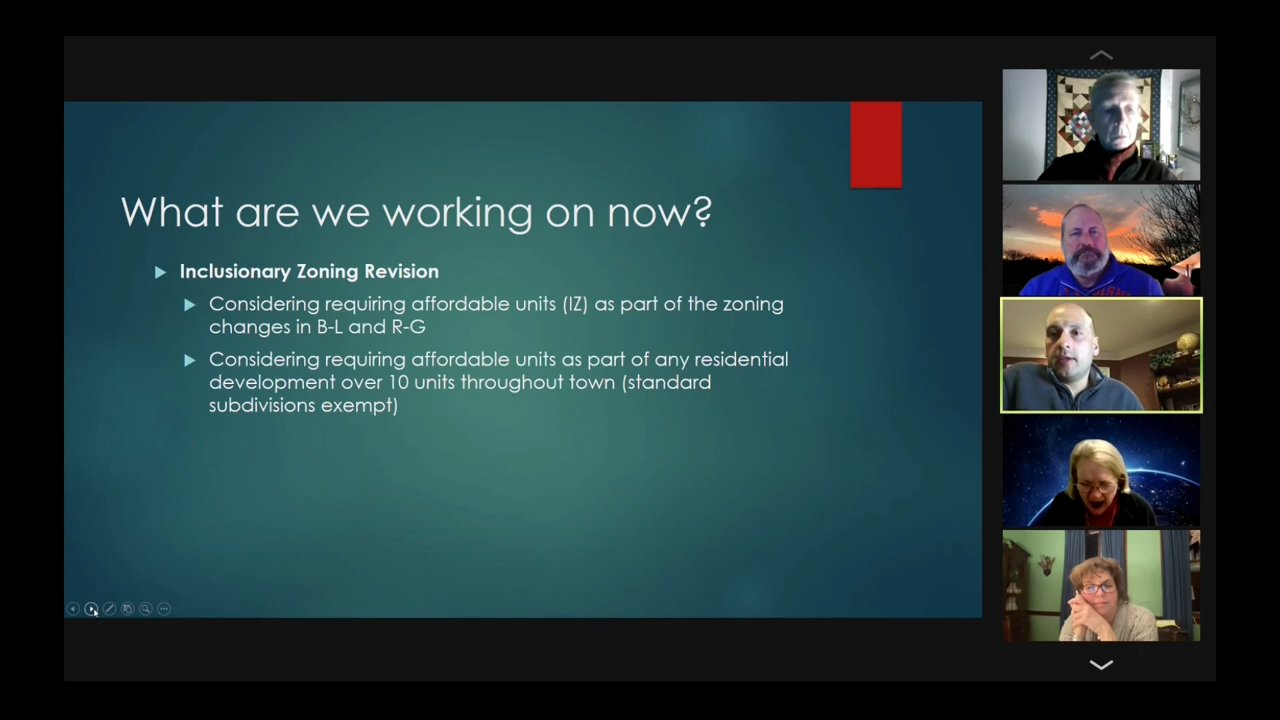 What are we working on now?
Inclusionary Zoning Revision
Considering requiring affordable units (IZ) as part of the zoning
changes in B-L and R-G
Considering requiring affordable units as part of any residential
development over 10 units throughout town (standard
subdivisions exempt)